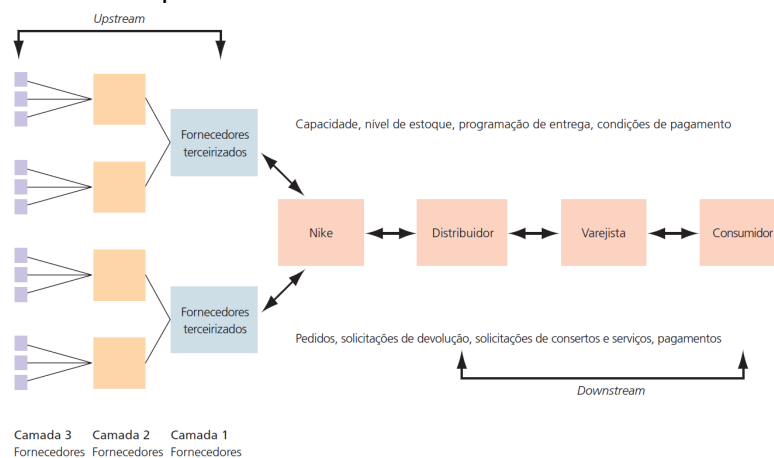 Upstream
Fornecedores
terceirizados
Capacidade, nível de estoque, programação de entrega, condições de pagamento
Nike
Distribuidor
Varejista
Consumidor
Fornecedores
terceirizados
Pedidos, solicitações de devolução, solicitações de consertos e serviços, pagamentos
Downstream
Camada 3 Camada 2 Camada 1
Fornecedores Fornecedores Fornecedores